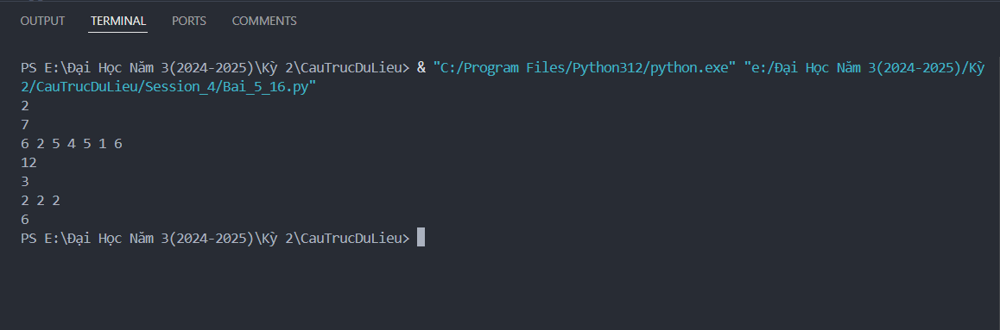 OUTPUT TERMINAL PORTS COMMENTS
PS E:\Đại Học Năm 3(2024-2025)\Kỳ 2\CauTrucDuLieu> & "C:/Program Files/Python312/python.exe" "e:/Đại Học Năm 3(2024-2025)/Kỳ
2/CauTrucDuLieu/Session_4/Bai_5_16.py"
2
7
6 2 5 4 5 1 6
12
3
2 2 2
6
PS E:\Đại Học Năm 3(2024-2025)\Kỳ 2\CauTrucDuLieu>